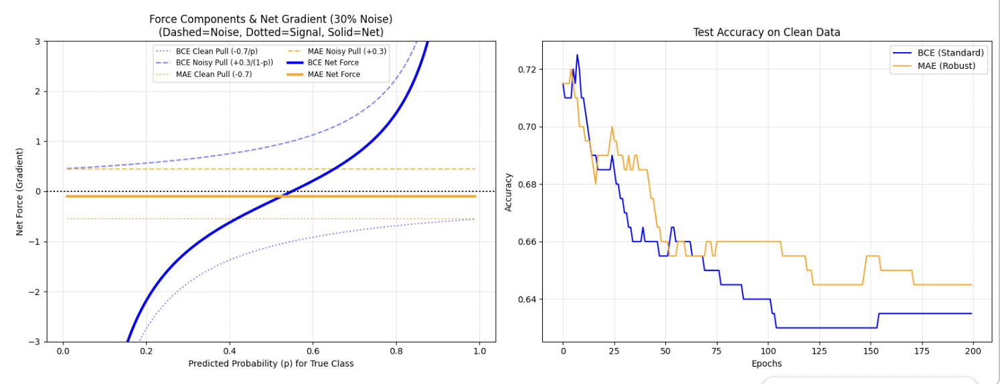 Force Components & Net Gradient (30% Noise)
(Dashed=Noise, Dotted=Signal, Solid=Net)
BCE Clean Pull (-0.7/p)
BCE Noisy Pull (+0.3/(1-p))
MAE Clean Pull (-0.7)
MAE Noisy Pull (+0.3)
BCE Net Force
MAE Net Force
Net Force (Gradient)
3
2
1
0
−1
−2
−3
0.0 0.2 0.4 0.6 0.8 1.0
Predicted Probability (p) for True Class
Test Accuracy on Clean Data
BCE (Standard)
MAE (Robust)
Accuracy
0.72
0.70
0.68
0.66
0.64
0 25 50 75 100 125 150 175 200
Epochs